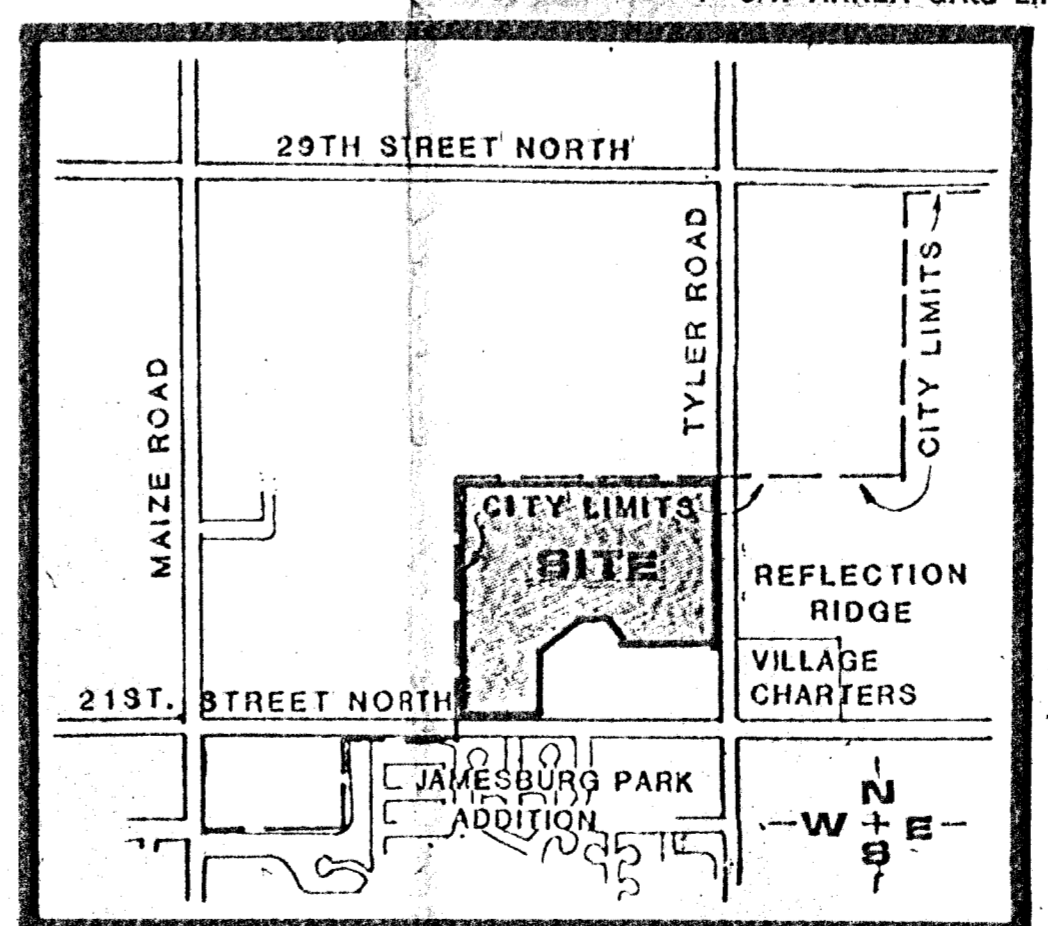 29TH STREET NORTH
TYLER ROAD
CITY LIMITS
MAIZE ROAD
CITY LIMITS
SITE
REFLECTION
RIDGE
VILLAGE
CHARTERS
21ST. STREET NORTH
JAMESBURG PARK
ADDITION
N
W E
S